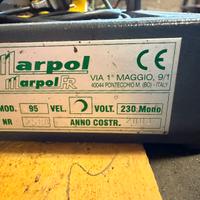 Marpol
Marpol FR
CE
VIA 1° MAGGIO, 9/1
40044 PONTECCHIO M. (BO) - ITALY
MOD. 95 VEL. VOLT. 230 Mono
NR ANNO COSTR.